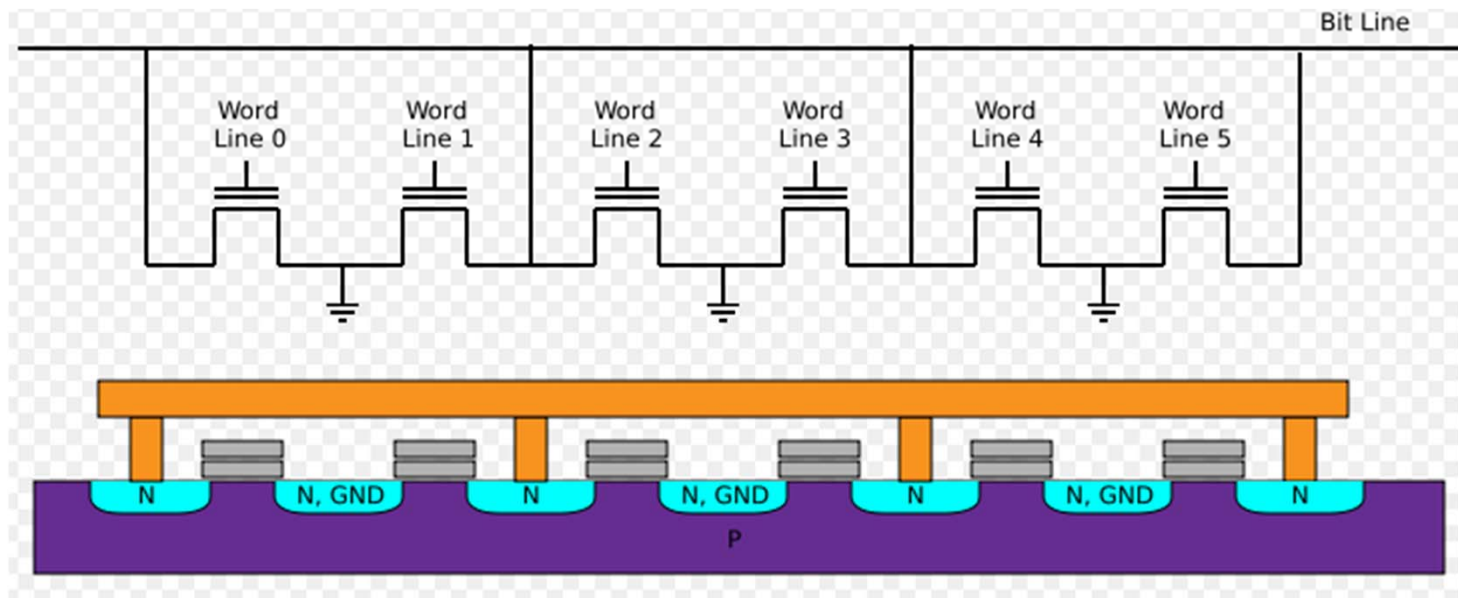 Bit Line
Word
Line 0
Word
Line 1
Word
Line 2
Word
Line 3
Word
Line 4
Word
Line 5
N
N, GND
N
N, GND
N
N, GND
N
P